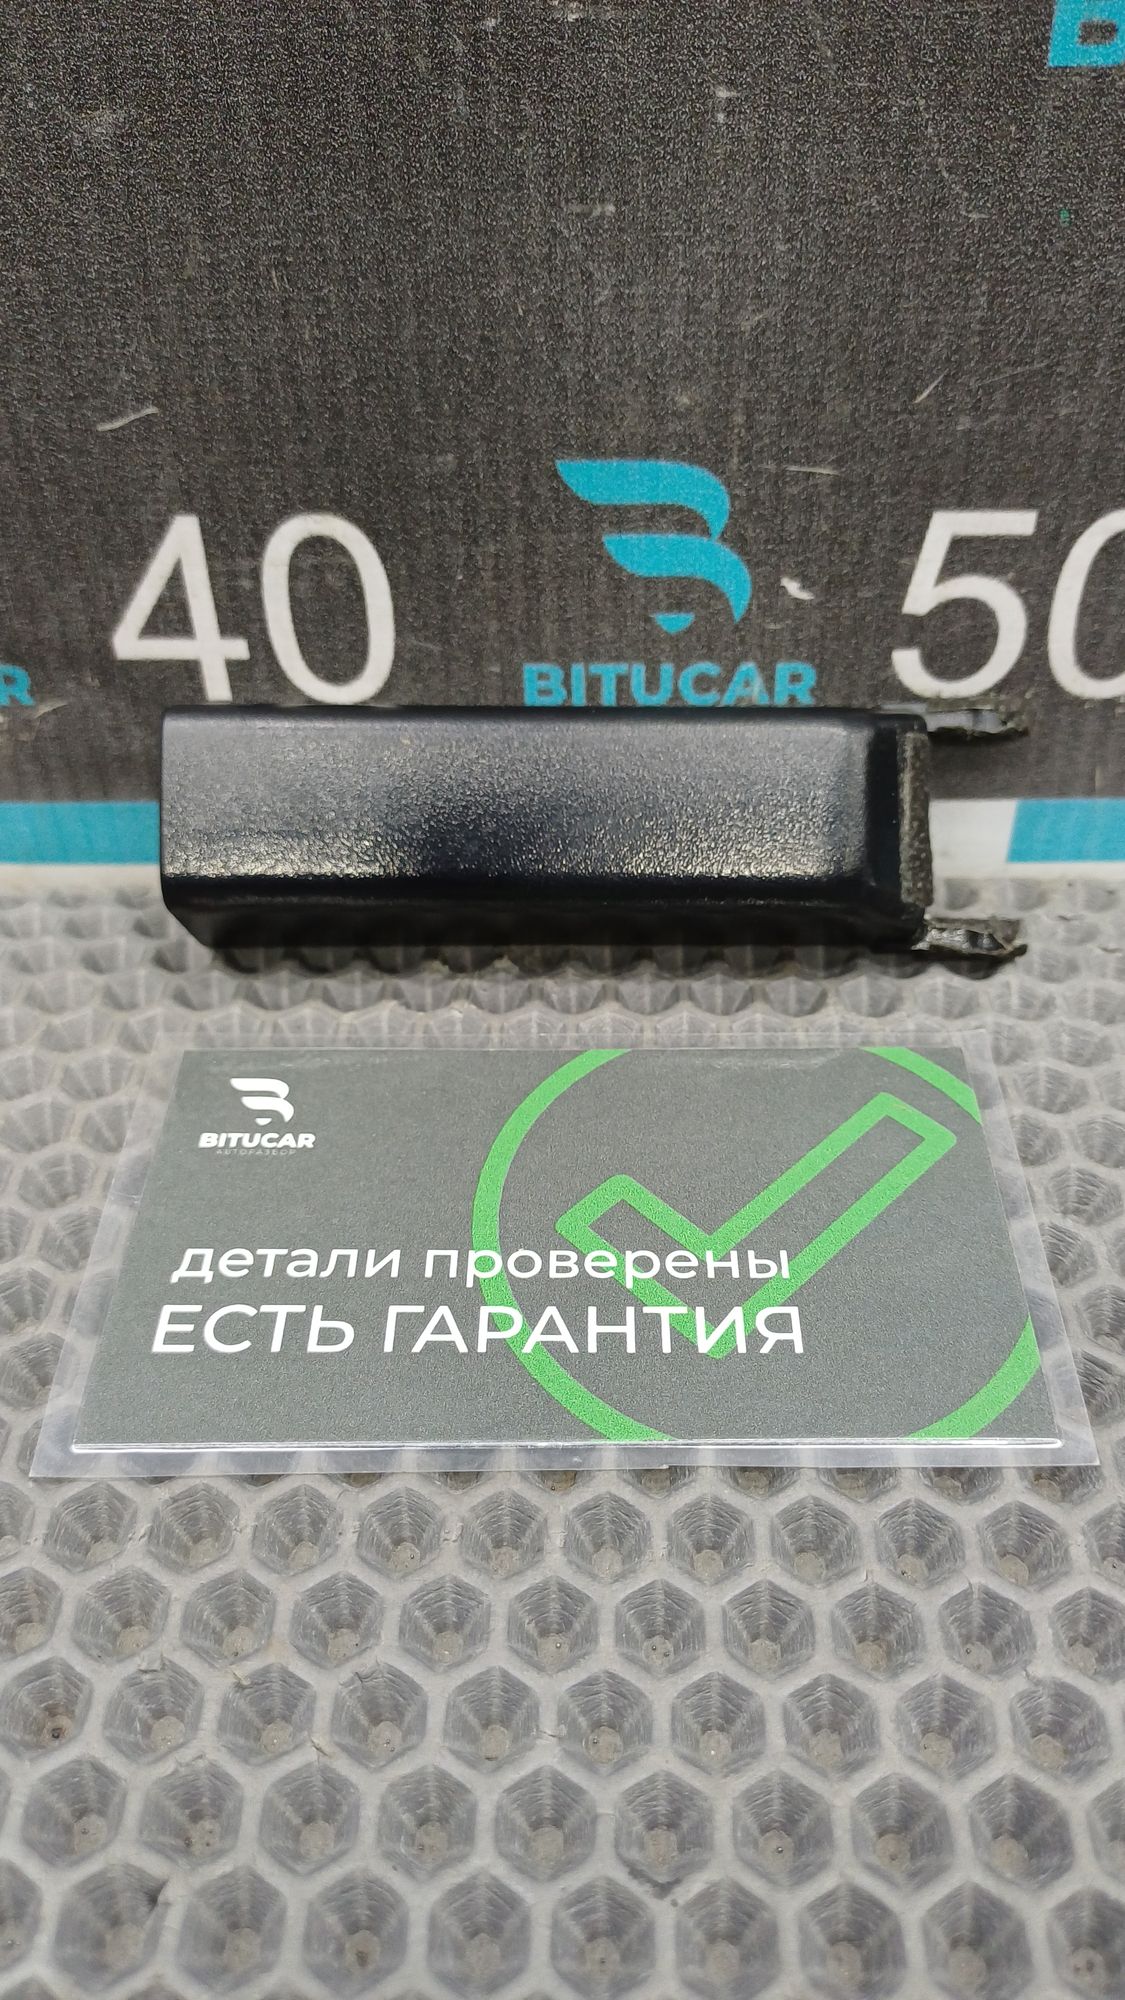 B
40
BITUCAR
50
R
BITUCAR
АВТОРАЗБОР
детали проверены
ЕСТЬ ГАРАНТИЯ